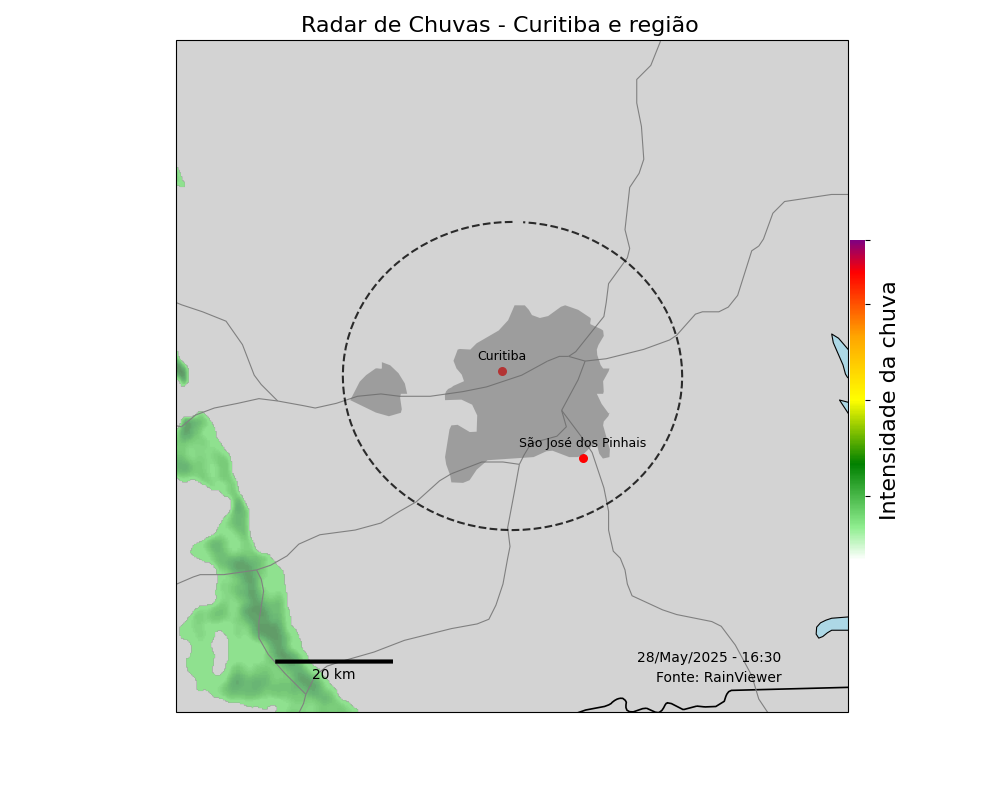 Radar de Chuvas - Curitiba e região
Curitiba
São José dos Pinhais
Intensidade da chuva
28/May/2025 - 16:30
20 km
Fonte: RainViewer